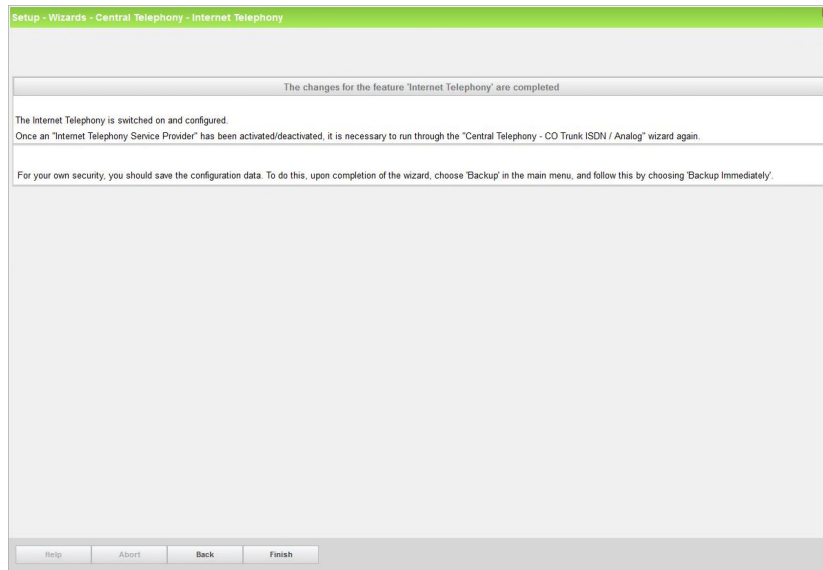 Setup - Wizards - Central Telephony - Internet Telephony
The changes for the feature 'Internet Telephony' are completed
The Internet Telephony is switched on and configured.
Once an "Internet Telephony Service Provider" has been activated/deactivated, it is necessary to run through the "Central Telephony - CO Trunk ISDN / Analog" wizard again.
For your own security, you should save the configuration data. To do this, upon completion of the wizard, choose 'Backup' in the main menu, and follow this by choosing 'Backup Immediately'.
Help Abort Back Finish